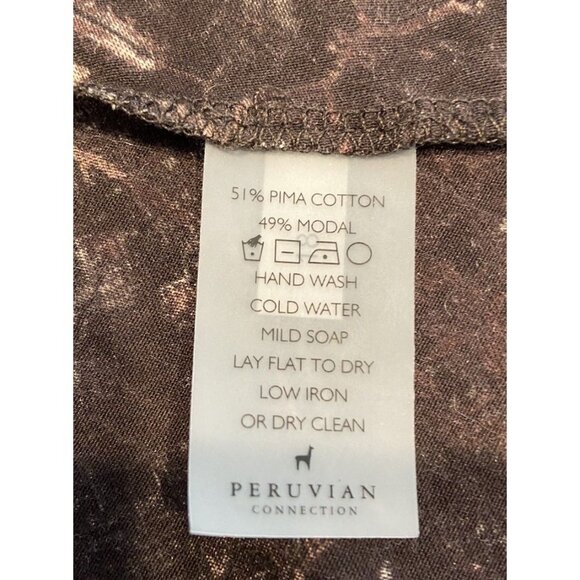 51% PIMA COTTON
49% MODAL
HAND WASH
COLD WATER
MILD SOAP
LAY FLAT TO DRY
LOW IRON
OR DRY CLEAN
PERUVIAN
CONNECTION